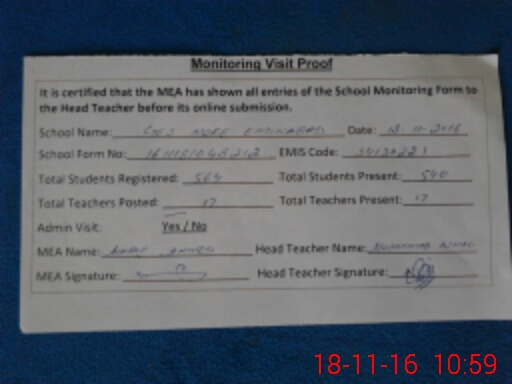 Monitoring Visit Proof
It is certified that the MEA has shown all entries of the School Monitoring Form to
the Head Teacher before its online submission.
School Name: Date: 18-11-2016
School Form No: EMIS Code:
Total Students Registered: 564 Total Students Present: 540
Total Teachers Posted: 17 Total Teachers Present: 17
Admin Visit: Yes / No
MEA Name: Head Teacher Name:
MEA Signature: Head Teacher Signature:
18-11-16 10:59